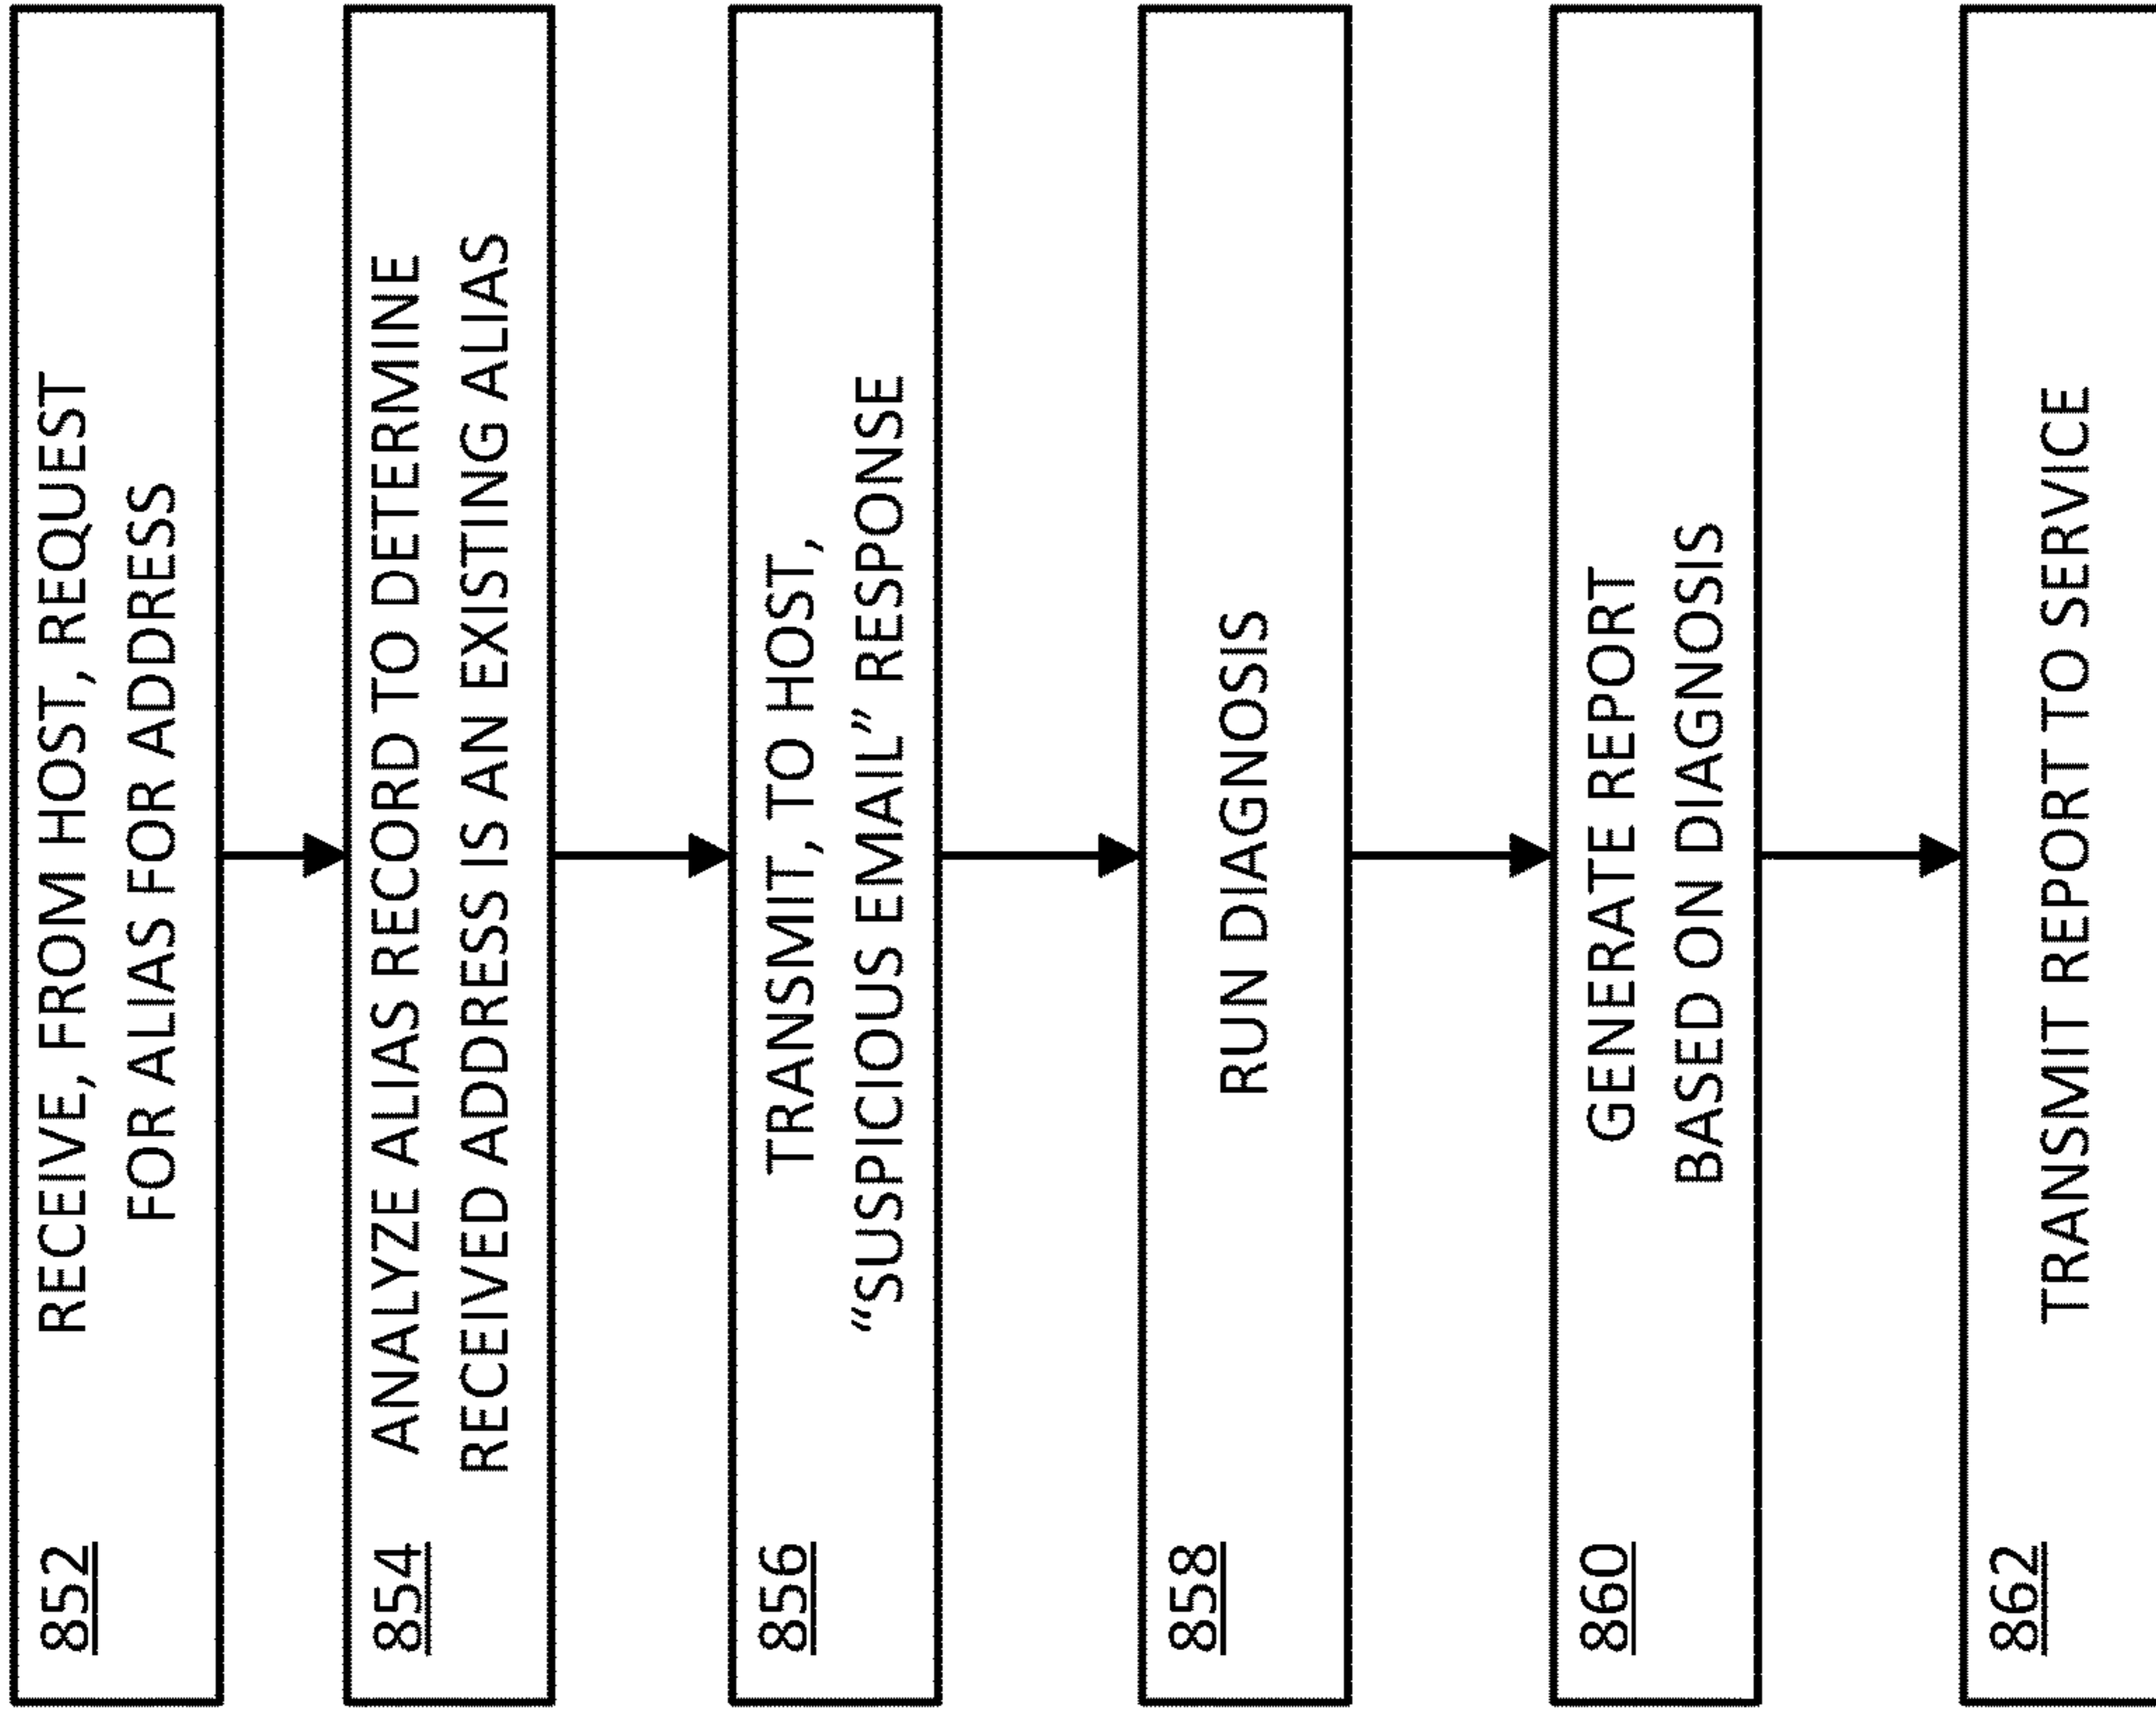 852
RECEIVE, FROM HOST, REQUEST
FOR ALIAS FOR ADDRESS
854
ANALYZE ALIAS RECORD TO DETERMINE
RECEIVED ADDRESS IS AN EXISTING ALIAS
856
TRANSMIT, TO HOST,
“SUSPICIOUS EMAIL” RESPONSE
858
RUN DIAGNOSIS
860
GENERATE REPORT
BASED ON DIAGNOSIS
862
TRANSMIT REPORT TO SERVICE